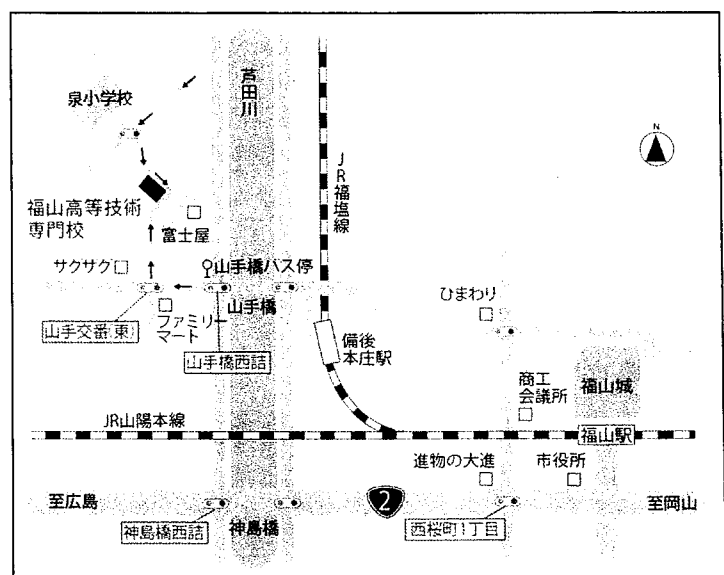 泉小学校
芦田川
JR福塩線
N
福山高等技術
専門校
富士屋
サクサク
山手橋バス停
山手橋
ひまわり
山手交番(東)
ファミリー
マート
山手橋西詰
備後
本庄駅
商工
会議所
福山城
JR山陽本線
福山駅
進物の大進
市役所
至広島
2
至岡山
神島橋西詰
神島橋
西桜町1丁目